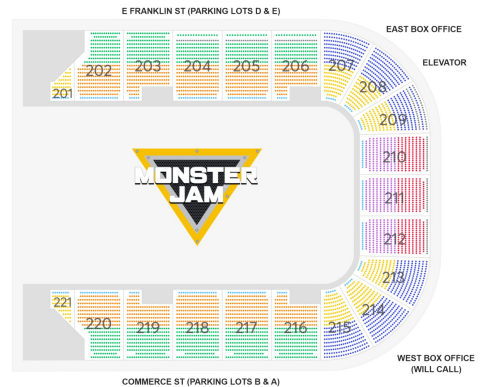 E FRANKLIN ST (PARKING LOTS D & E)
EAST BOX OFFICE
ELEVATOR
201
202
203
204
205
206
207
208
209
210
211
212
213
214
215
216
217
218
219
220
221
MONSTER
JAM
WEST BOX OFFICE
(WILL CALL)
COMMERCE ST (PARKING LOTS B & A)